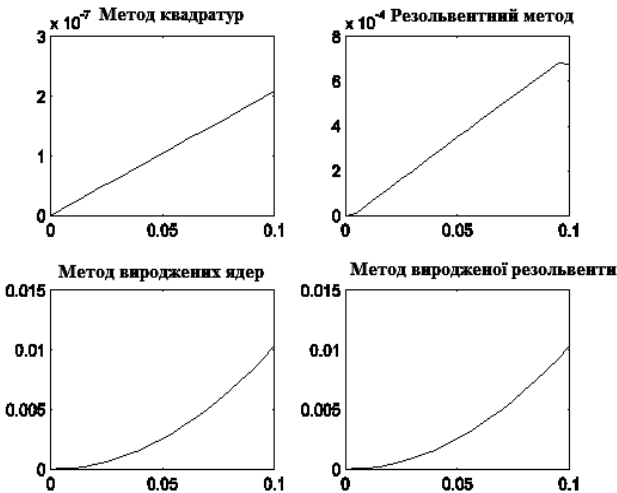 x 10⁻⁷ Метод квадратур
3
2
1
0
0 0.05 0.1
x 10⁻⁴ Резольвентний метод
8
6
4
2
0
0 0.05 0.1
Метод вироджених ядер
0.015
0.01
0.005
0
0 0.05 0.1
Метод виродженої резольвенти
0.015
0.01
0.005
0
0 0.05 0.1